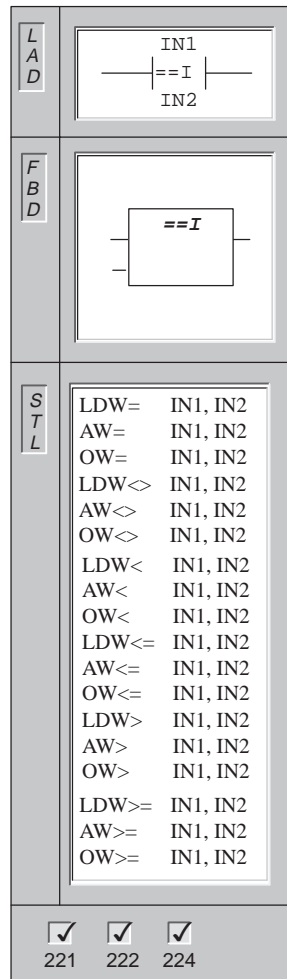 LAD
IN1
==I
IN2
FBD
==I
STL
LDW= IN1, IN2
AW= IN1, IN2
OW= IN1, IN2
LDW<> IN1, IN2
AW<> IN1, IN2
OW<> IN1, IN2
LDW< IN1, IN2
AW< IN1, IN2
OW< IN1, IN2
LDW<= IN1, IN2
AW<= IN1, IN2
OW<= IN1, IN2
LDW> IN1, IN2
AW> IN1, IN2
OW> IN1, IN2
LDW>= IN1, IN2
AW>= IN1, IN2
OW>= IN1, IN2
221 222 224